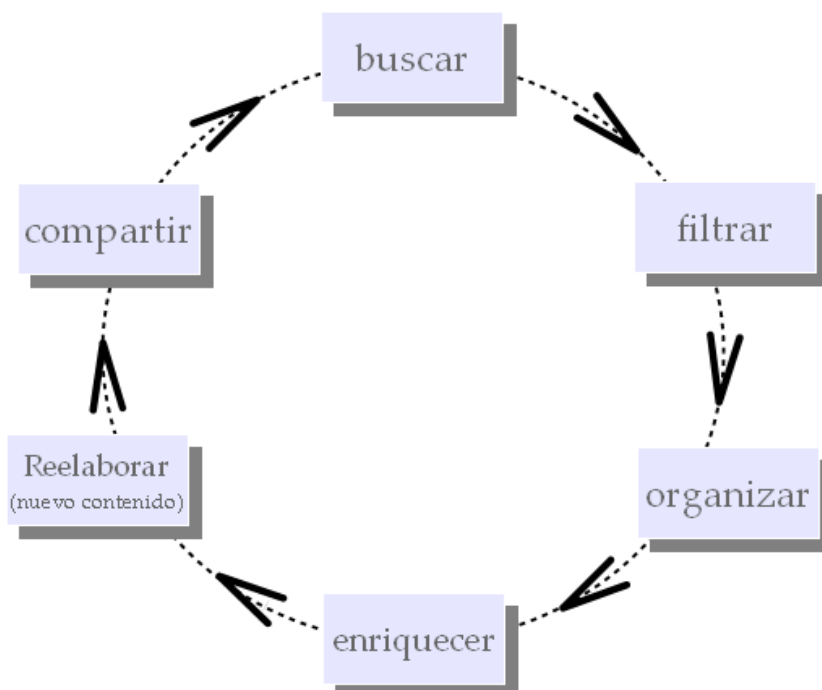 buscar
filtrar
organizar
enriquecer
Reelaborar
(nuevo contenido)
compartir